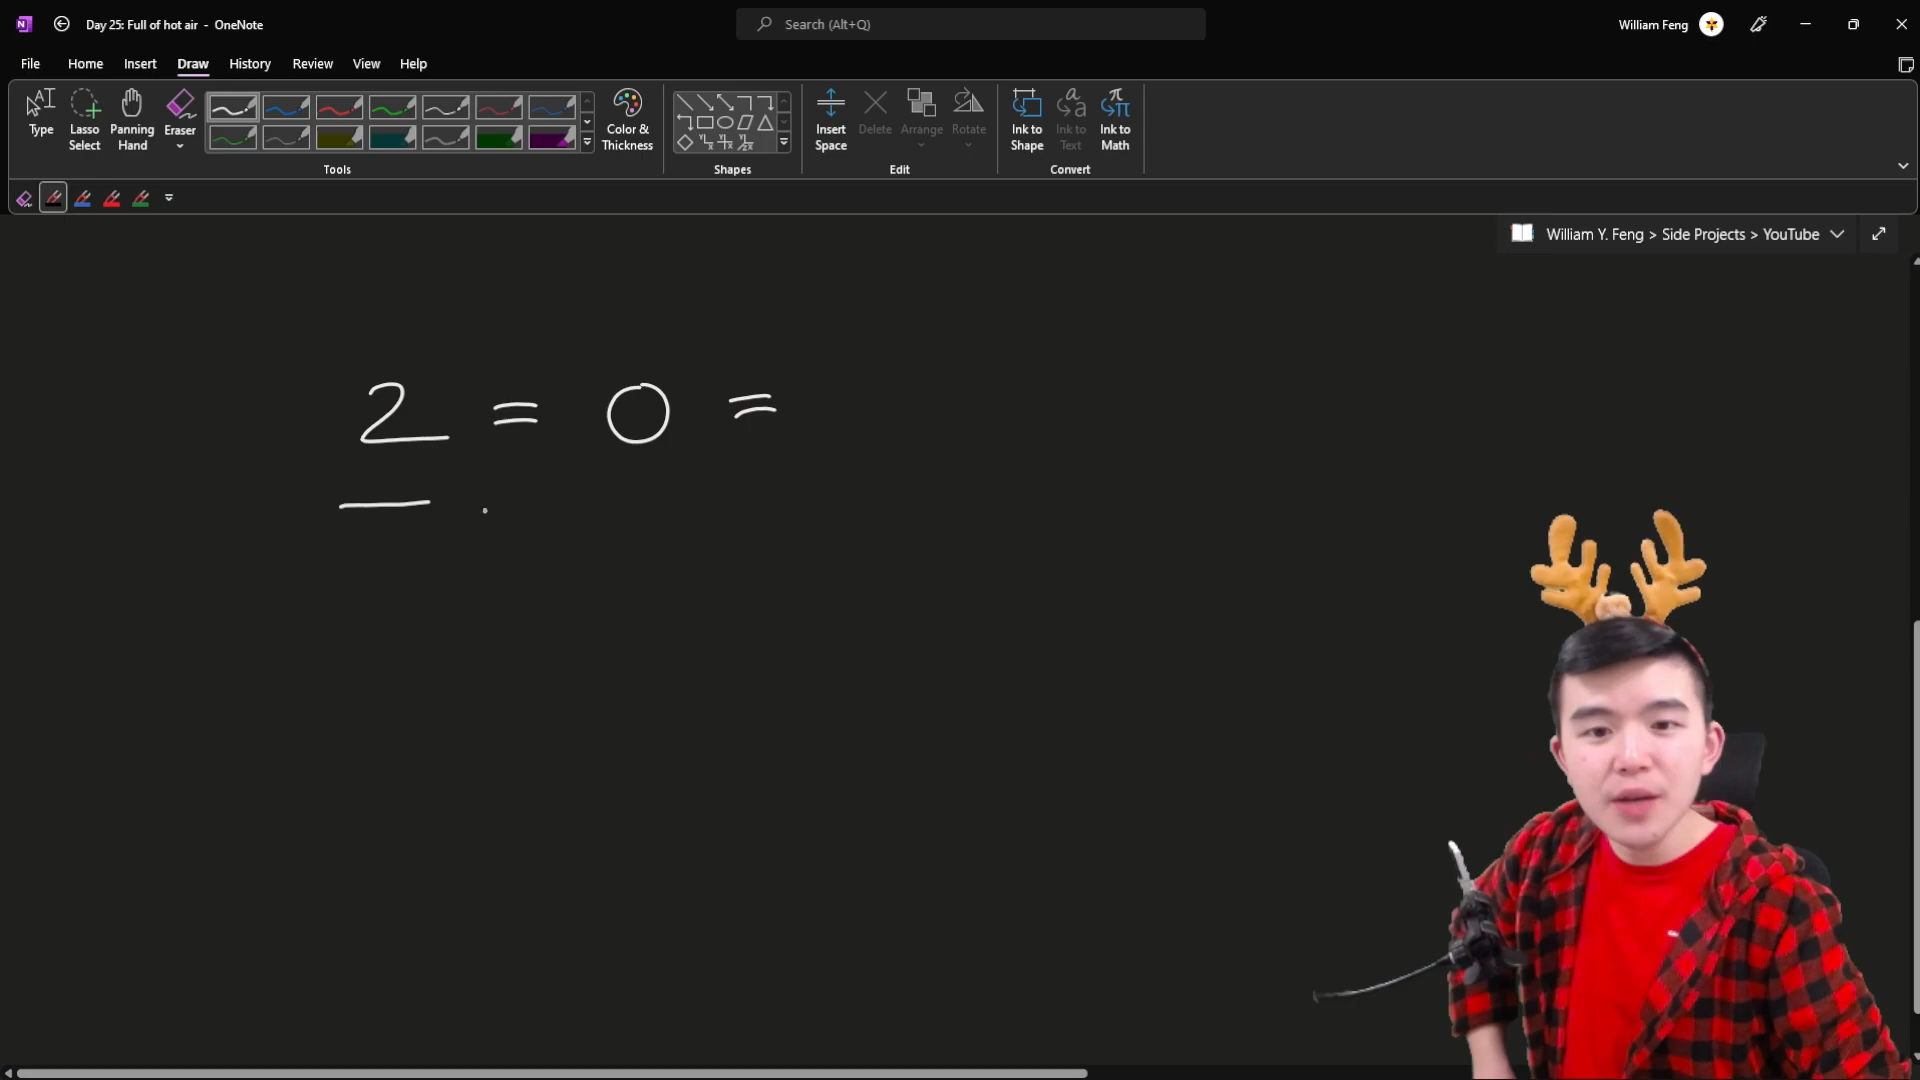 Day 25: Full of hot air - OneNote
Search (Alt+Q)
William Feng
File Home Insert Draw History Review View Help
Type
Lasso Select
Panning Hand
Eraser
Color & Thickness
Insert Space
Delete
Arrange
Rotate
Ink to Shape
Ink to Text
Ink to Math
Tools
Shapes
Edit
Convert
William Y. Feng > Side Projects > YouTube
2 = 0 =
— .